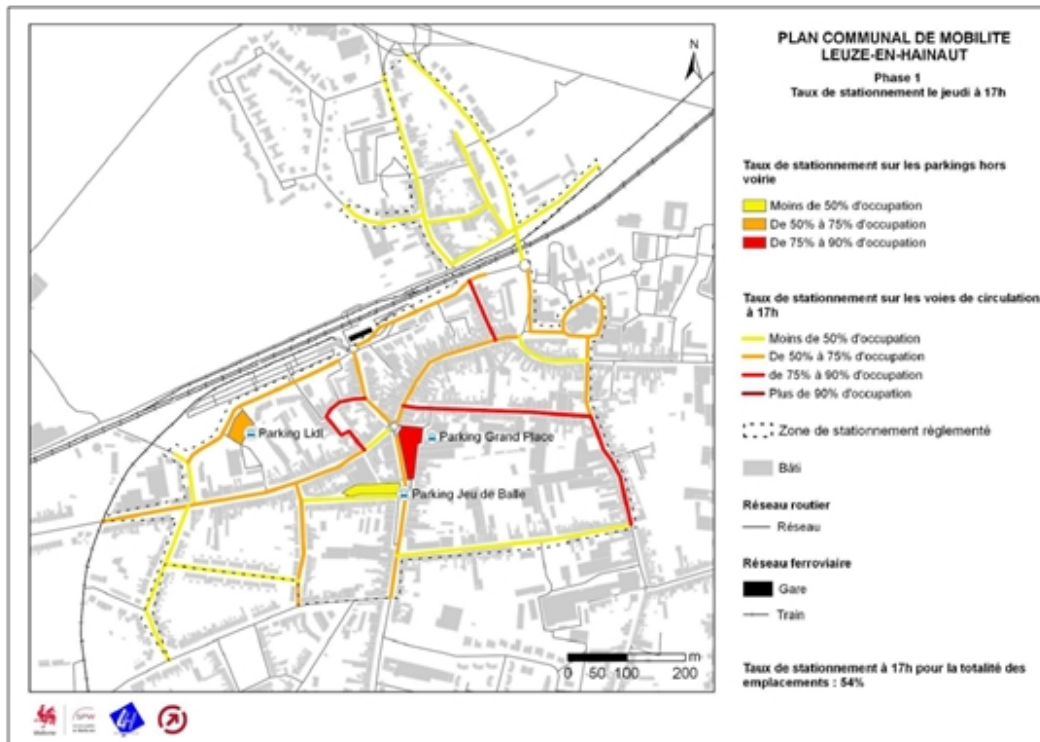 PLAN COMMUNAL DE MOBILITE
LEUZE-EN-HAINAUT
Phase 1
Taux de stationnement le jeudi à 17h
Taux de stationnement sur les parkings hors
voirie
Moins de 50% d'occupation
De 50% à 75% d'occupation
De 75% à 90% d'occupation
Taux de stationnement sur les voies de circulation
à 17h
Moins de 50% d'occupation
De 50% à 75% d'occupation
de 75% à 90% d'occupation
Plus de 90% d'occupation
Zone de stationnement réglementé
Bâti
Réseau routier
Réseau
Réseau ferroviaire
Gare
Train
Taux de stationnement à 17h pour la totalité des
emplacements : 54%
N
Parking Lidl
Parking Grand Place
Parking Jeu de Balle
m
0 50 100 200